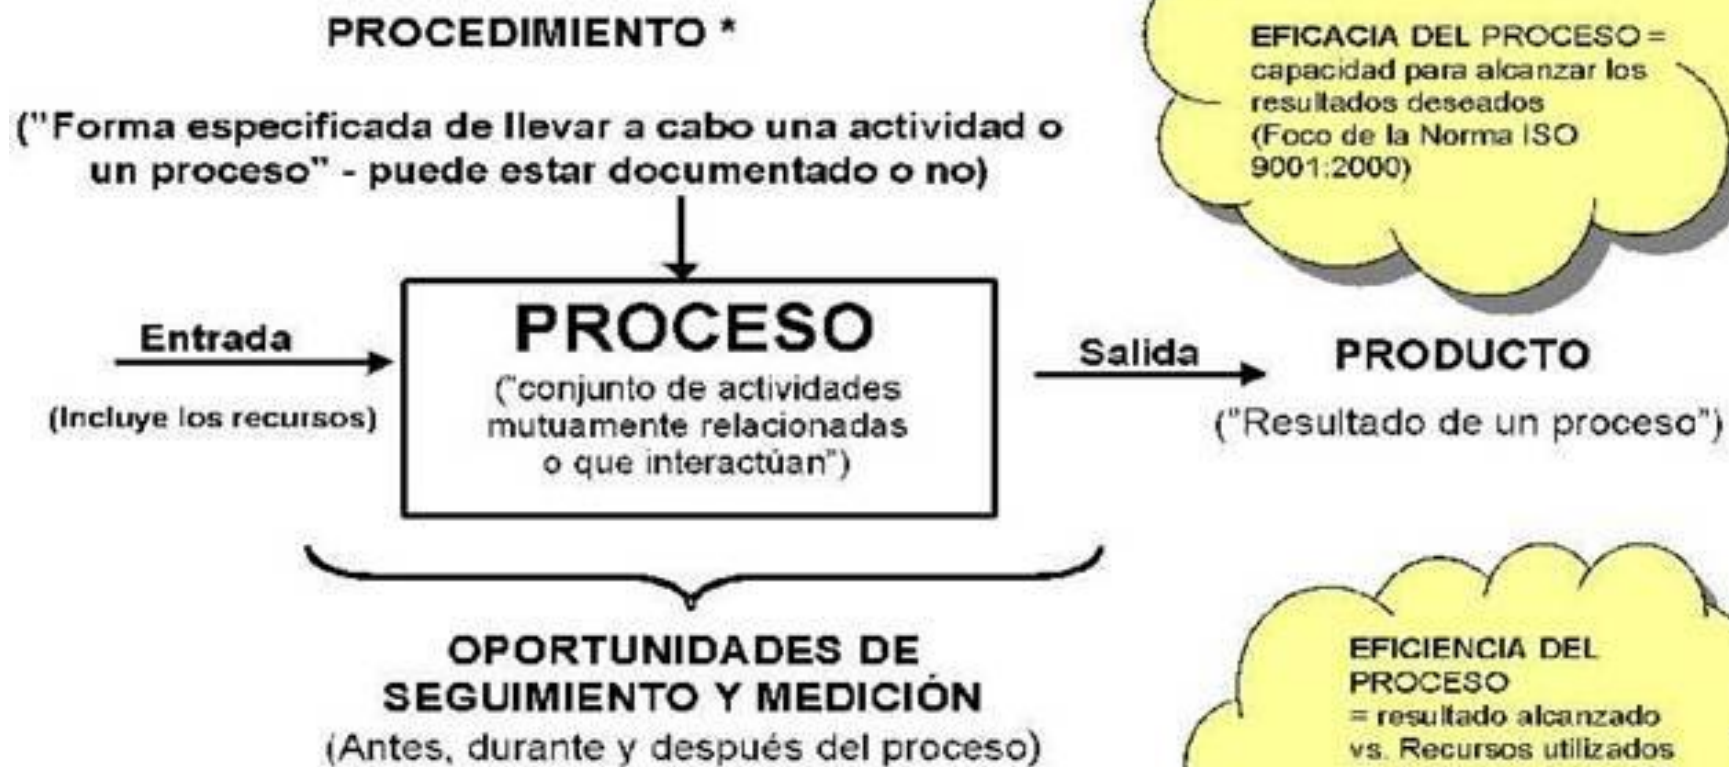 PROCEDIMIENTO *
("Forma especificada de llevar a cabo una actividad o
un proceso" - puede estar documentado o no)
EFICACIA DEL PROCESO =
capacidad para alcanzar los
resultados deseados
(Foco de la Norma ISO
9001:2000)
Entrada
(Incluye los recursos)
PROCESO
("conjunto de actividades
mutuamente relacionadas
o que interactúan")
Salida
PRODUCTO
("Resultado de un proceso")
OPORTUNIDADES DE
SEGUIMIENTO Y MEDICIÓN
(Antes, durante y después del proceso)
EFICIENCIA DEL
PROCESO
= resultado alcanzado
vs. Recursos utilizados